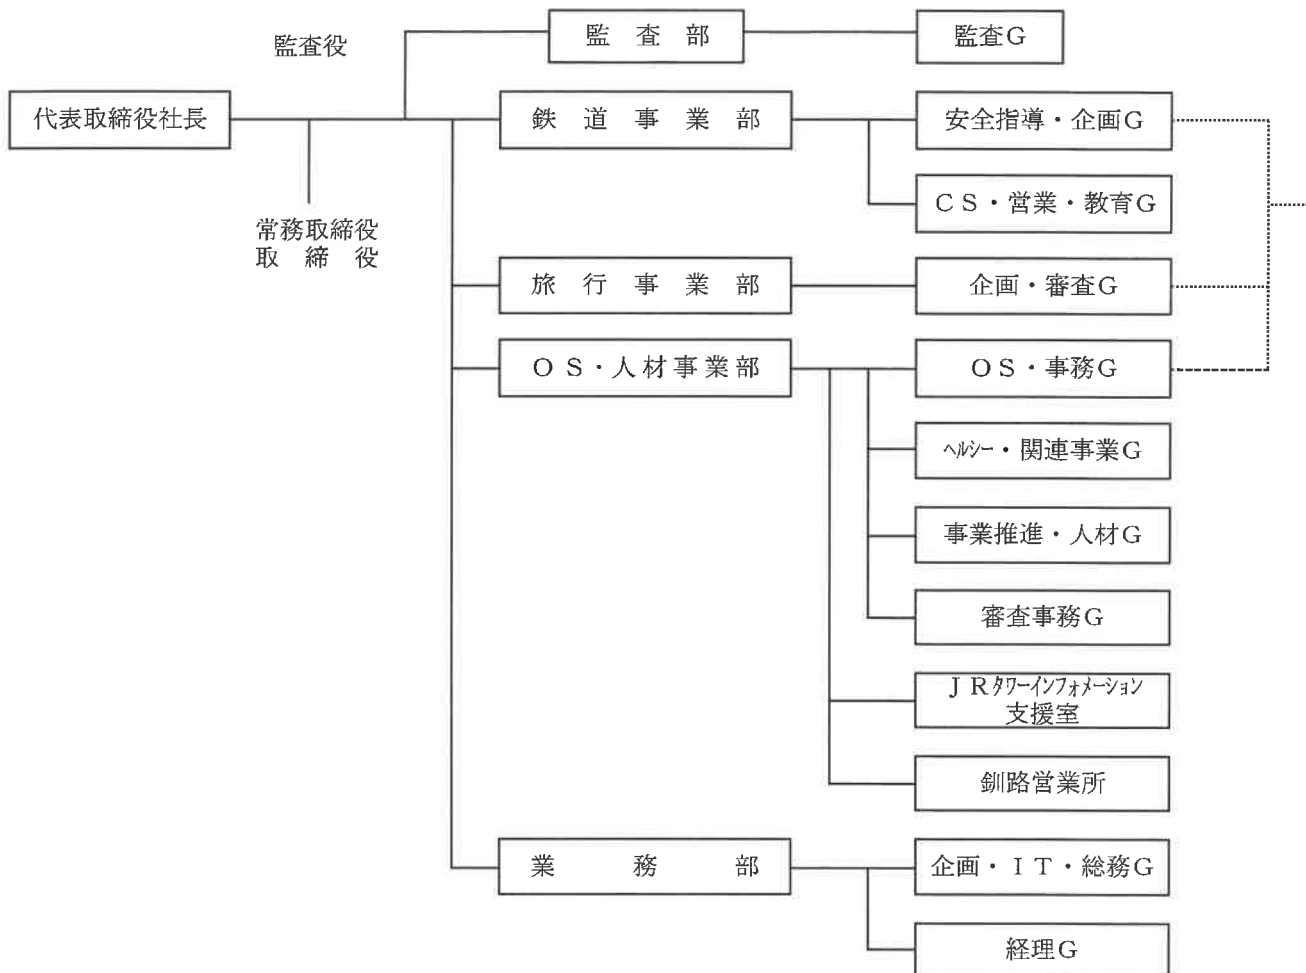 監査役
監　査　部
監査Ｇ
代表取締役社長
鉄　道　事　業　部
安全指導・企画Ｇ
ＣＳ・営業・教育Ｇ
常務取締役
取　締　役
旅　行　事　業　部
企画・審査Ｇ
ＯＳ・人材事業部
ＯＳ・事務Ｇ
ﾍﾙｼｰ・関連事業Ｇ
事業推進・人材Ｇ
審査事務Ｇ
ＪＲﾀﾜｰｲﾝﾌｫﾒｰｼｮﾝ
支援室
釧路営業所
業　務　部
企画・ＩＴ・総務Ｇ
経理Ｇ